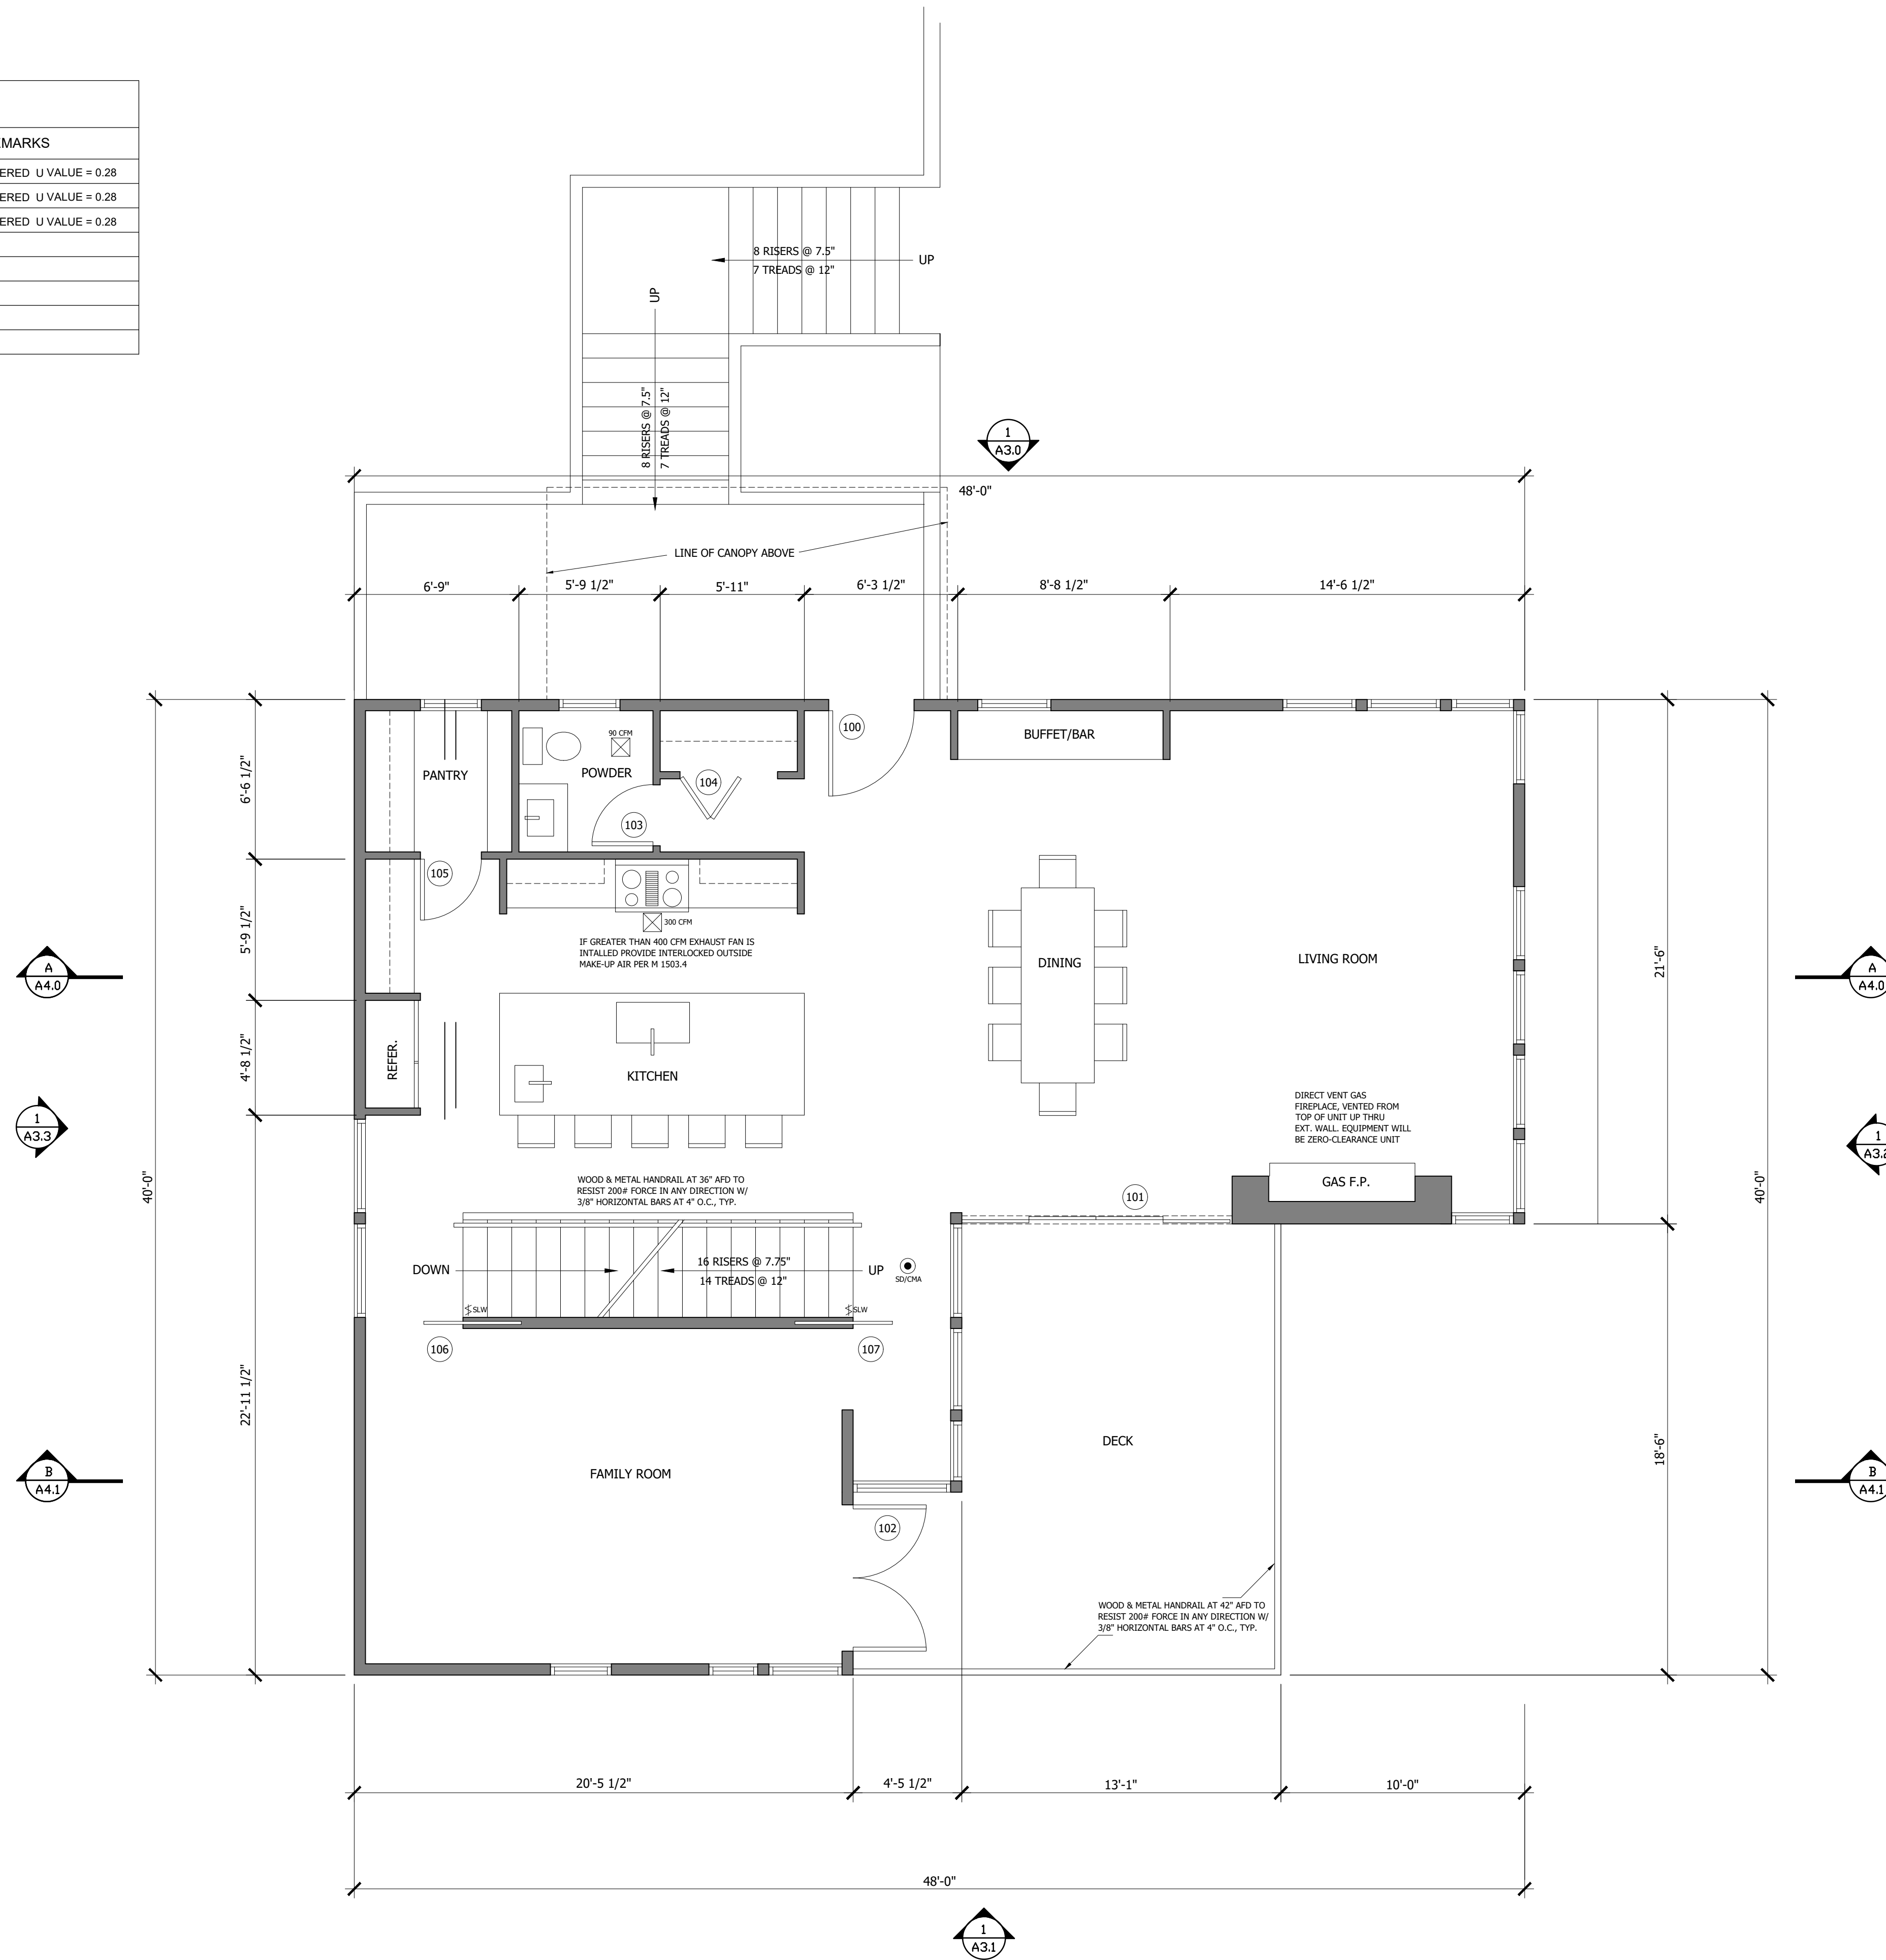 EMARKS
ERED U VALUE = 0.28
ERED U VALUE = 0.28
ERED U VALUE = 0.28
8 RISERS @ 7.5"
7 TREADS @ 12"
UP
UP
8 RISERS @ 7.5"
7 TREADS @ 12"
1
A3.0
48'-0"
LINE OF CANOPY ABOVE
6'-9"
5'-9 1/2"
5'-11"
6'-3 1/2"
8'-8 1/2"
14'-6 1/2"
100
BUFFET/BAR
90 CFM
PANTRY
POWDER
104
103
105
6'-6 1/2"
5'-9 1/2"
4'-8 1/2"
22'-11 1/2"
40'-0"
300 CFM
IF GREATER THAN 400 CFM EXHAUST FAN IS
INTALLED PROVIDE INTERLOCKED OUTSIDE
MAKE-UP AIR PER M 1503.4
DINING
LIVING ROOM
21'-6"
A
A4.0
A
A4.0
REFER.
KITCHEN
1
A3.3
DIRECT VENT GAS
FIREPLACE, VENTED FROM
TOP OF UNIT UP THRU
EXT. WALL. EQUIPMENT WILL
BE ZERO-CLEARANCE UNIT
1
A3.2
GAS F.P.
40'-0"
WOOD & METAL HANDRAIL AT 36" AFD TO
RESIST 200# FORCE IN ANY DIRECTION W/
3/8" HORIZONTAL BARS AT 4" O.C., TYP.
101
DOWN
16 RISERS @ 7.75"
14 TREADS @ 12"
UP
SD/CMA
SLW
SLW
106
107
DECK
18'-6"
FAMILY ROOM
B
A4.1
B
A4.1
102
WOOD & METAL HANDRAIL AT 42" AFD TO
RESIST 200# FORCE IN ANY DIRECTION W/
3/8" HORIZONTAL BARS AT 4" O.C., TYP.
20'-5 1/2"
4'-5 1/2"
13'-1"
10'-0"
48'-0"
1
A3.1